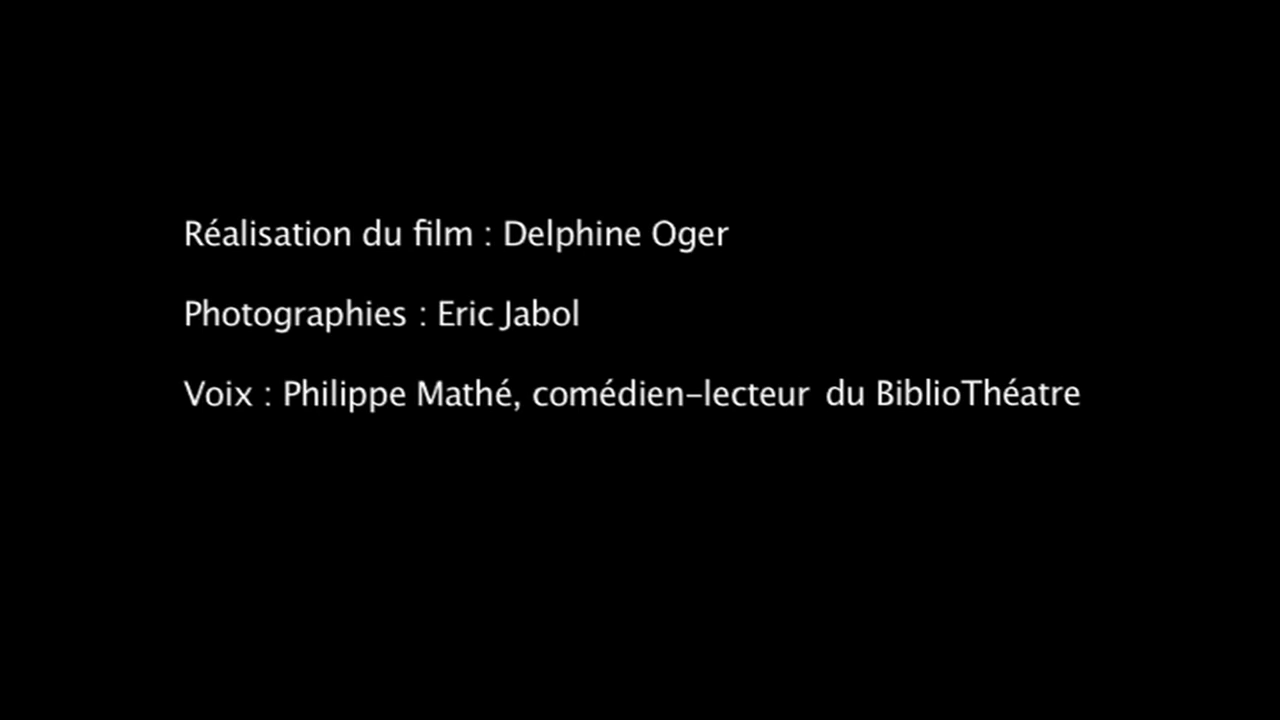 Réalisation du film : Delphine Oger
Photographies : Eric Jabol
Voix : Philippe Mathé, comédien-lecteur du BiblioThéatre